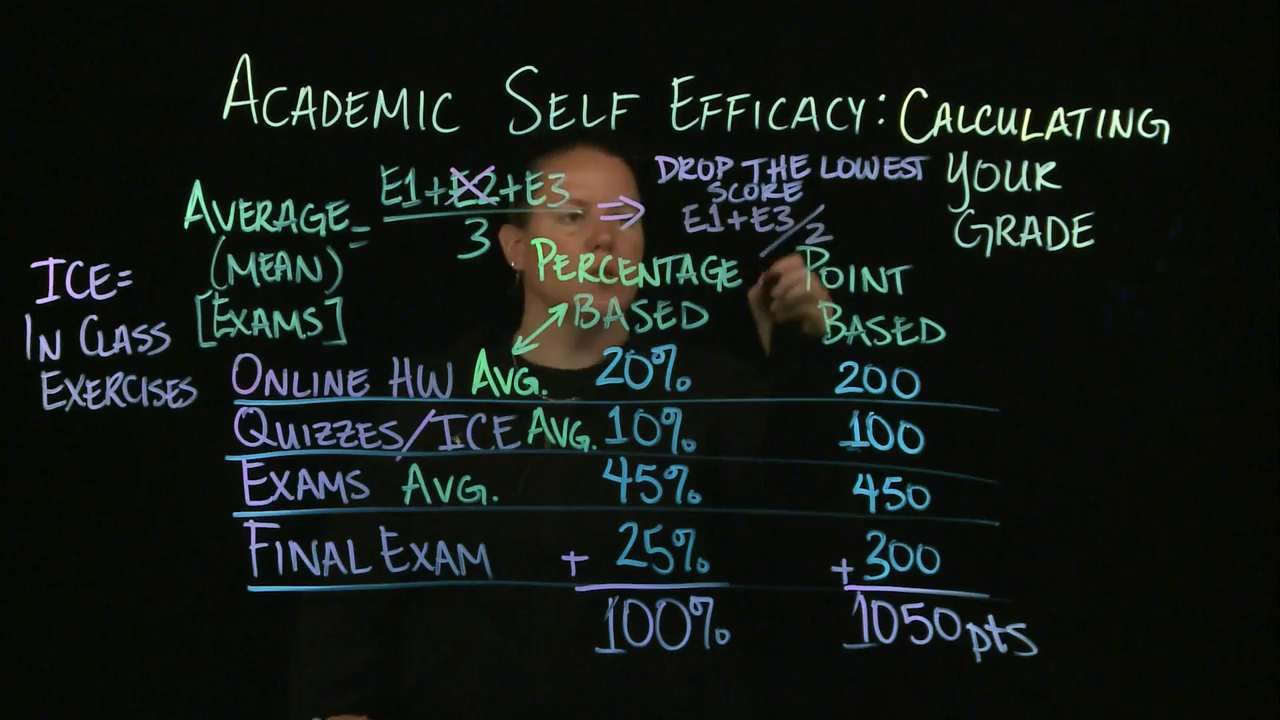 ACADEMIC SELF EFFICACY: CALCULATING
YOUR
GRADE
AVERAGE =
(MEAN)
[EXAMS]
E1+E2+E3
3
⇒
DROP THE LOWEST
SCORE
E1+E3/2
ICE=
IN CLASS
EXERCISES
PERCENTAGE
BASED
POINT
BASED
ONLINE HW AVG. 20% 200
QUIZZES/ICE AVG. 10% 100
EXAMS AVG. 45% 450
FINAL EXAM + 25% +300
100% 1050pts